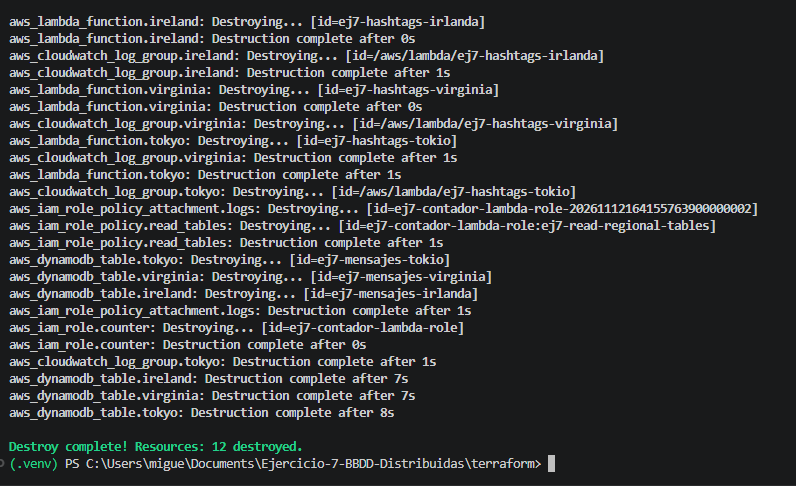 aws_lambda_function.ireland: Destroying... [id=ej7-hashtags-irlanda]
aws_lambda_function.ireland: Destruction complete after 0s
aws_cloudwatch_log_group.ireland: Destroying... [id=/aws/lambda/ej7-hashtags-irlanda]
aws_cloudwatch_log_group.ireland: Destruction complete after 1s
aws_lambda_function.virginia: Destroying... [id=ej7-hashtags-virginia]
aws_lambda_function.virginia: Destruction complete after 0s
aws_cloudwatch_log_group.virginia: Destroying... [id=/aws/lambda/ej7-hashtags-virginia]
aws_lambda_function.tokyo: Destroying... [id=ej7-hashtags-tokio]
aws_cloudwatch_log_group.virginia: Destruction complete after 1s
aws_lambda_function.tokyo: Destruction complete after 1s
aws_cloudwatch_log_group.tokyo: Destroying... [id=/aws/lambda/ej7-hashtags-tokio]
aws_iam_role_policy_attachment.logs: Destroying... [id=ej7-contador-lambda-role-20261112164155763900000002]
aws_iam_role_policy.read_tables: Destroying... [id=ej7-contador-lambda-role:ej7-read-regional-tables]
aws_iam_role_policy.read_tables: Destruction complete after 1s
aws_dynamodb_table.tokyo: Destroying... [id=ej7-mensajes-tokio]
aws_dynamodb_table.virginia: Destroying... [id=ej7-mensajes-virginia]
aws_dynamodb_table.ireland: Destroying... [id=ej7-mensajes-irlanda]
aws_iam_role_policy_attachment.logs: Destruction complete after 1s
aws_iam_role.counter: Destroying... [id=ej7-contador-lambda-role]
aws_iam_role.counter: Destruction complete after 0s
aws_cloudwatch_log_group.tokyo: Destruction complete after 1s
aws_dynamodb_table.ireland: Destruction complete after 7s
aws_dynamodb_table.virginia: Destruction complete after 7s
aws_dynamodb_table.tokyo: Destruction complete after 8s
Destroy complete! Resources: 12 destroyed.
(.venv) PS C:\Users\migue\Documents\Ejercicio-7-BBDD-Distribuidas\terraform>